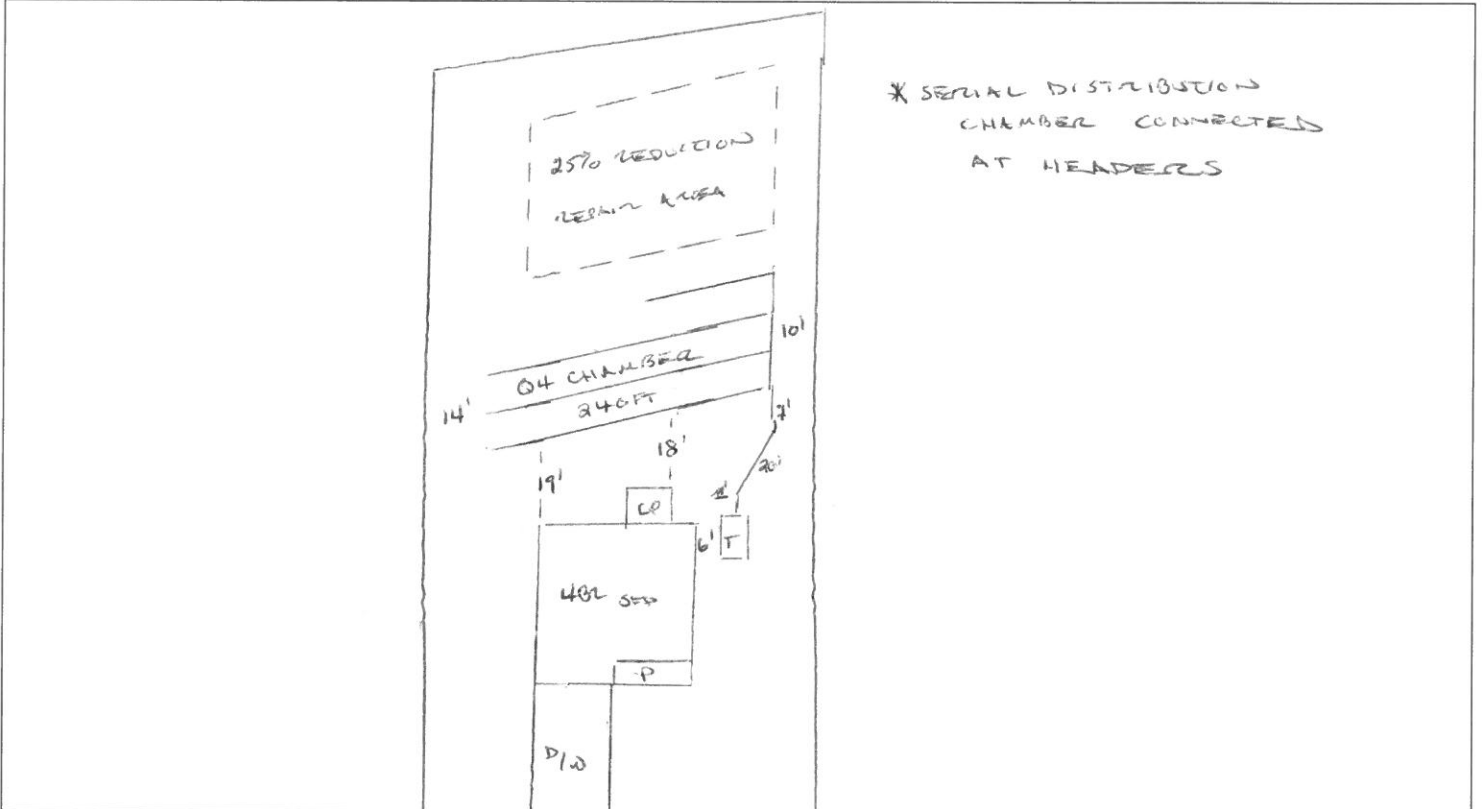 * SERIAL DISTRIBUTION
CHAMBER CONNECTED
AT HEADERS
25% REDUCTION
REPAIR AREA
10'
Q4 CHAMBER
240FT
14'
7'
18'
20'
19'
CP
6'
T
4BR SFD
P
D/W